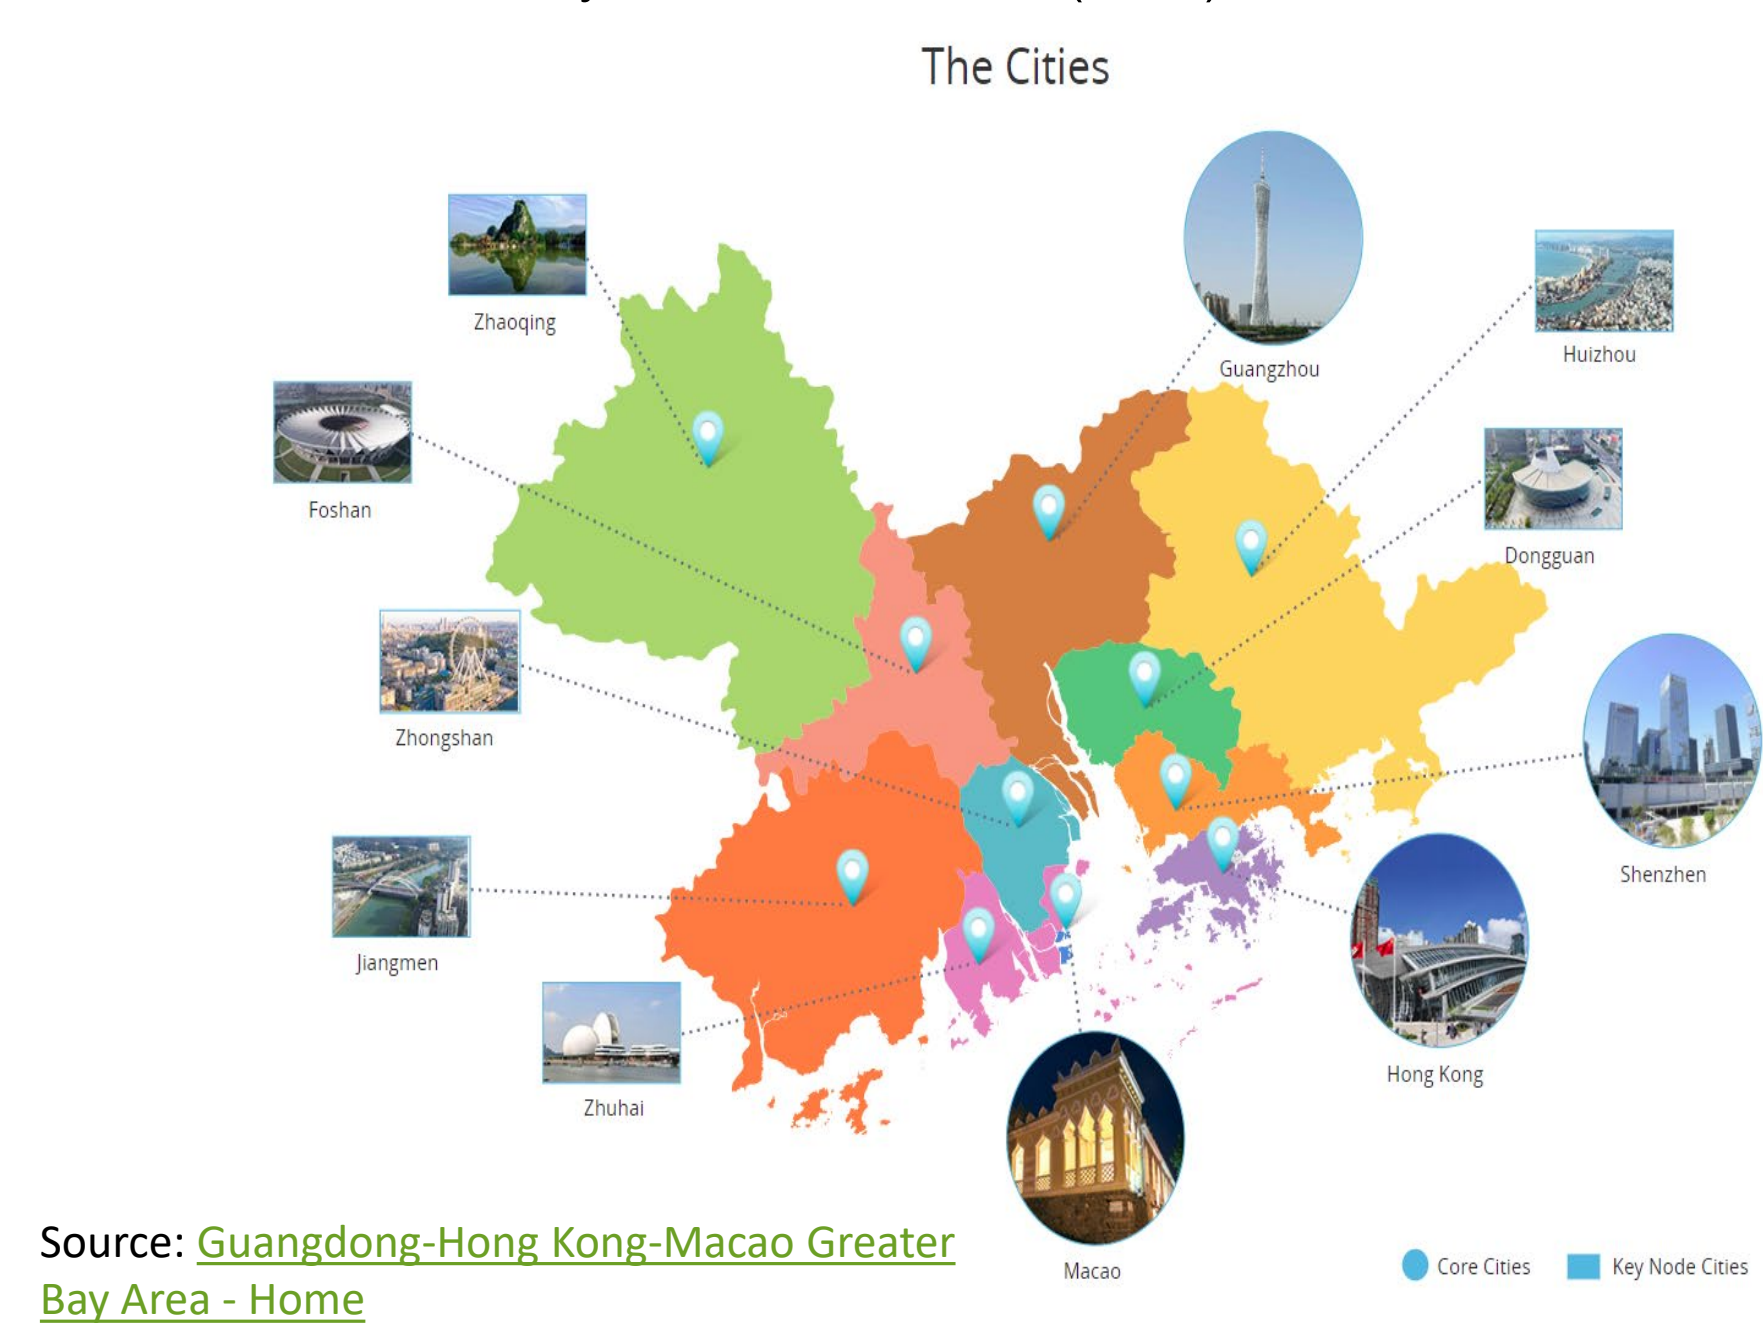 The Cities
Zhaoqing
Guangzhou
Huizhou
Foshan
Dongguan
Zhongshan
Shenzhen
Jiangmen
Hong Kong
Zhuhai
Macao
Core Cities
Key Node Cities
Source: Guangdong-Hong Kong-Macao Greater
Bay Area - Home